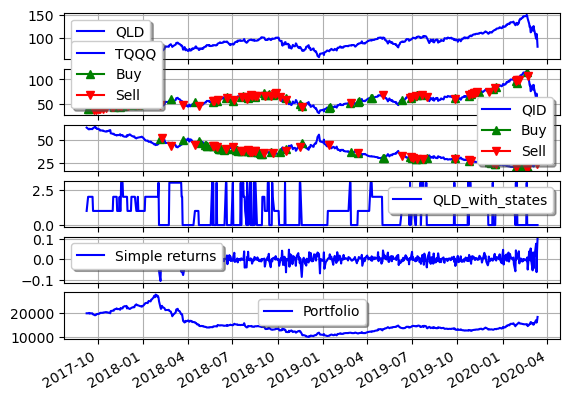 150
100
QLD
TQQQ
Buy
Sell
100
50
QID
Buy
Sell
50
25
2.5
0.0
QLD_with_states
0.1
0.0
-0.1
Simple returns
20000
10000
Portfolio
2017-10
2018-01
2018-04
2018-07
2018-10
2019-01
2019-04
2019-07
2019-10
2020-01
2020-04